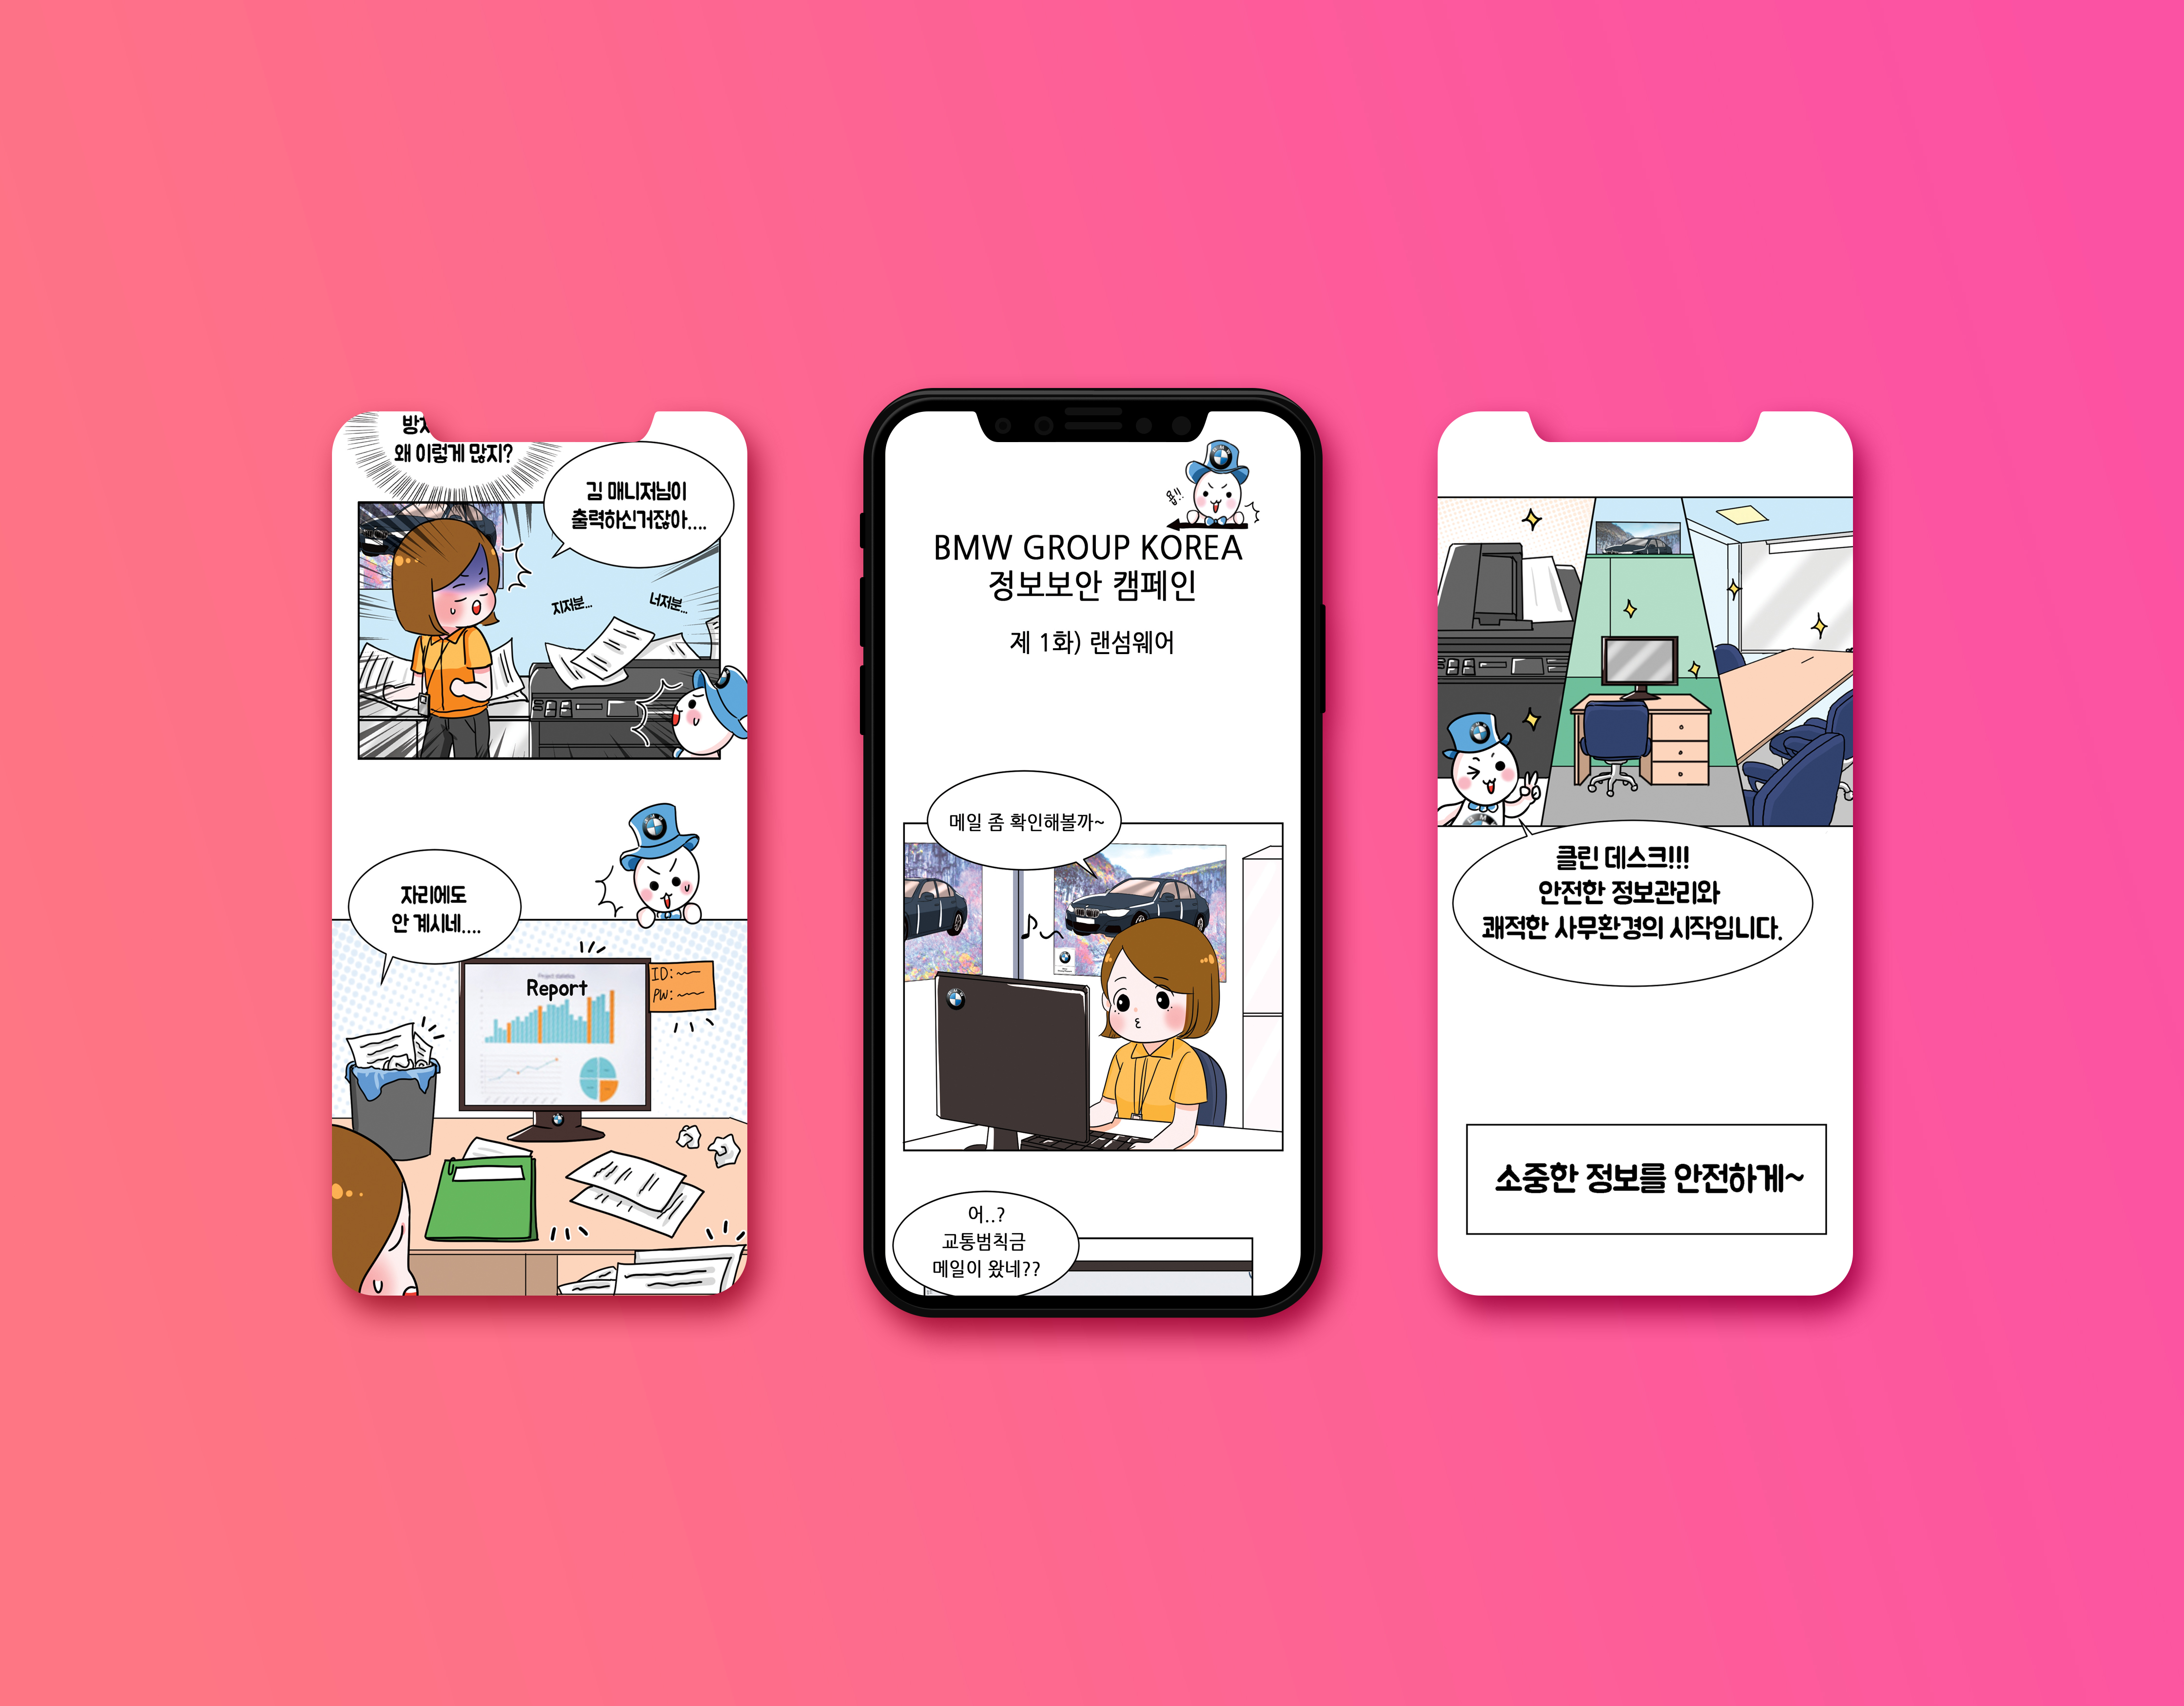 왜 이렇게 많지?
김 매니저님이
출력하신거잖아....
지저분...
너저분...
자리에도
안 계시네....
Report
ID:
PW:
욥!!
BMW GROUP KOREA
정보보안 캠페인
제 1화) 랜섬웨어
메일 좀 확인해볼까~
어..?
교통범칙금
메일이 왔네??
클린 데스크!!!
안전한 정보관리와
쾌적한 사무환경의 시작입니다.
소중한 정보를 안전하게~